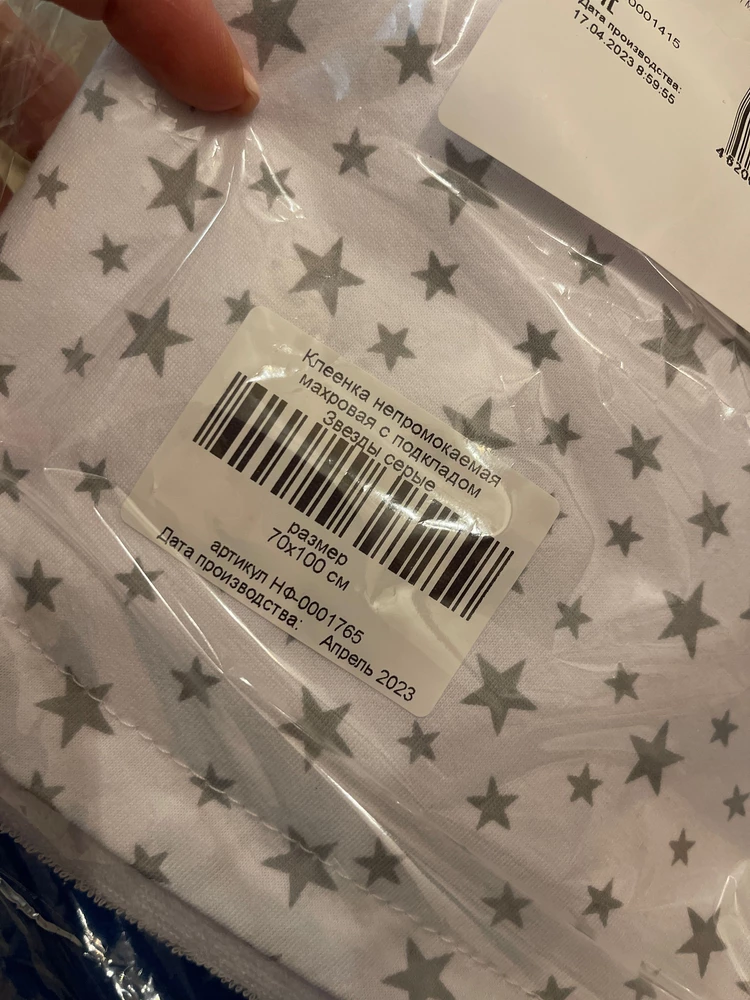 0001415
Дата производства:
17.04.2023 8:59:55
Клеенка непромокаемая
махровая с подкладом
Звезды серые
размер
70х100 см
артикул НФ-0001765
Дата производства: Апрель 2023